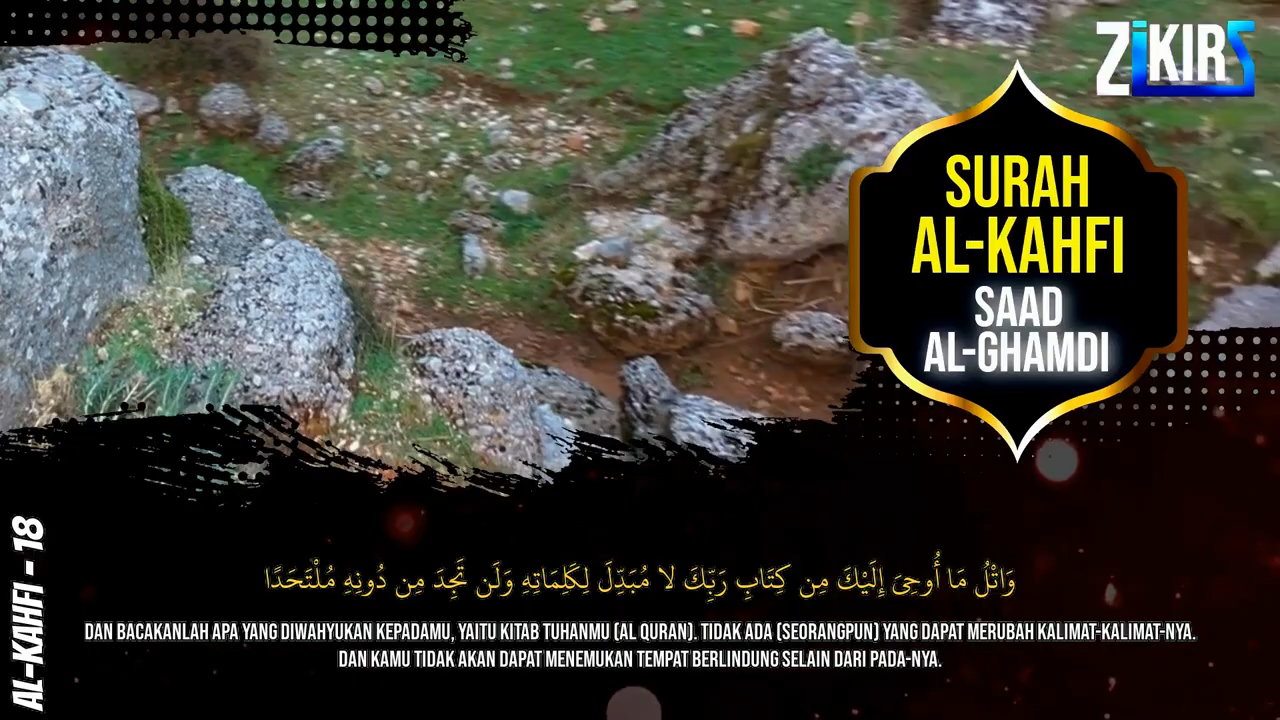 ZIKIRS
SURAH
AL-KAHFI
SAAD
AL-GHAMDI
وَاتْلُ مَا أُوحِىَ إِلَيْكَ مِن كِتَابِ رَبِّكَ لا مُبَدِّلَ لِكَلِمَاتِهِ وَلَن تَجِدَ مِن دُونِهِ مُلْتَحَدًا
DAN BACAKANLAH APA YANG DIWAHYUKAN KEPADAMU, YAITU KITAB TUHANMU (AL QURAN). TIDAK ADA (SEORANGPUN) YANG DAPAT MERUBAH KALIMAT-KALIMAT-NYA.
DAN KAMU TIDAK AKAN DAPAT MENEMUKAN TEMPAT BERLINDUNG SELAIN DARI PADA-NYA.
AL-KAHFI - 18